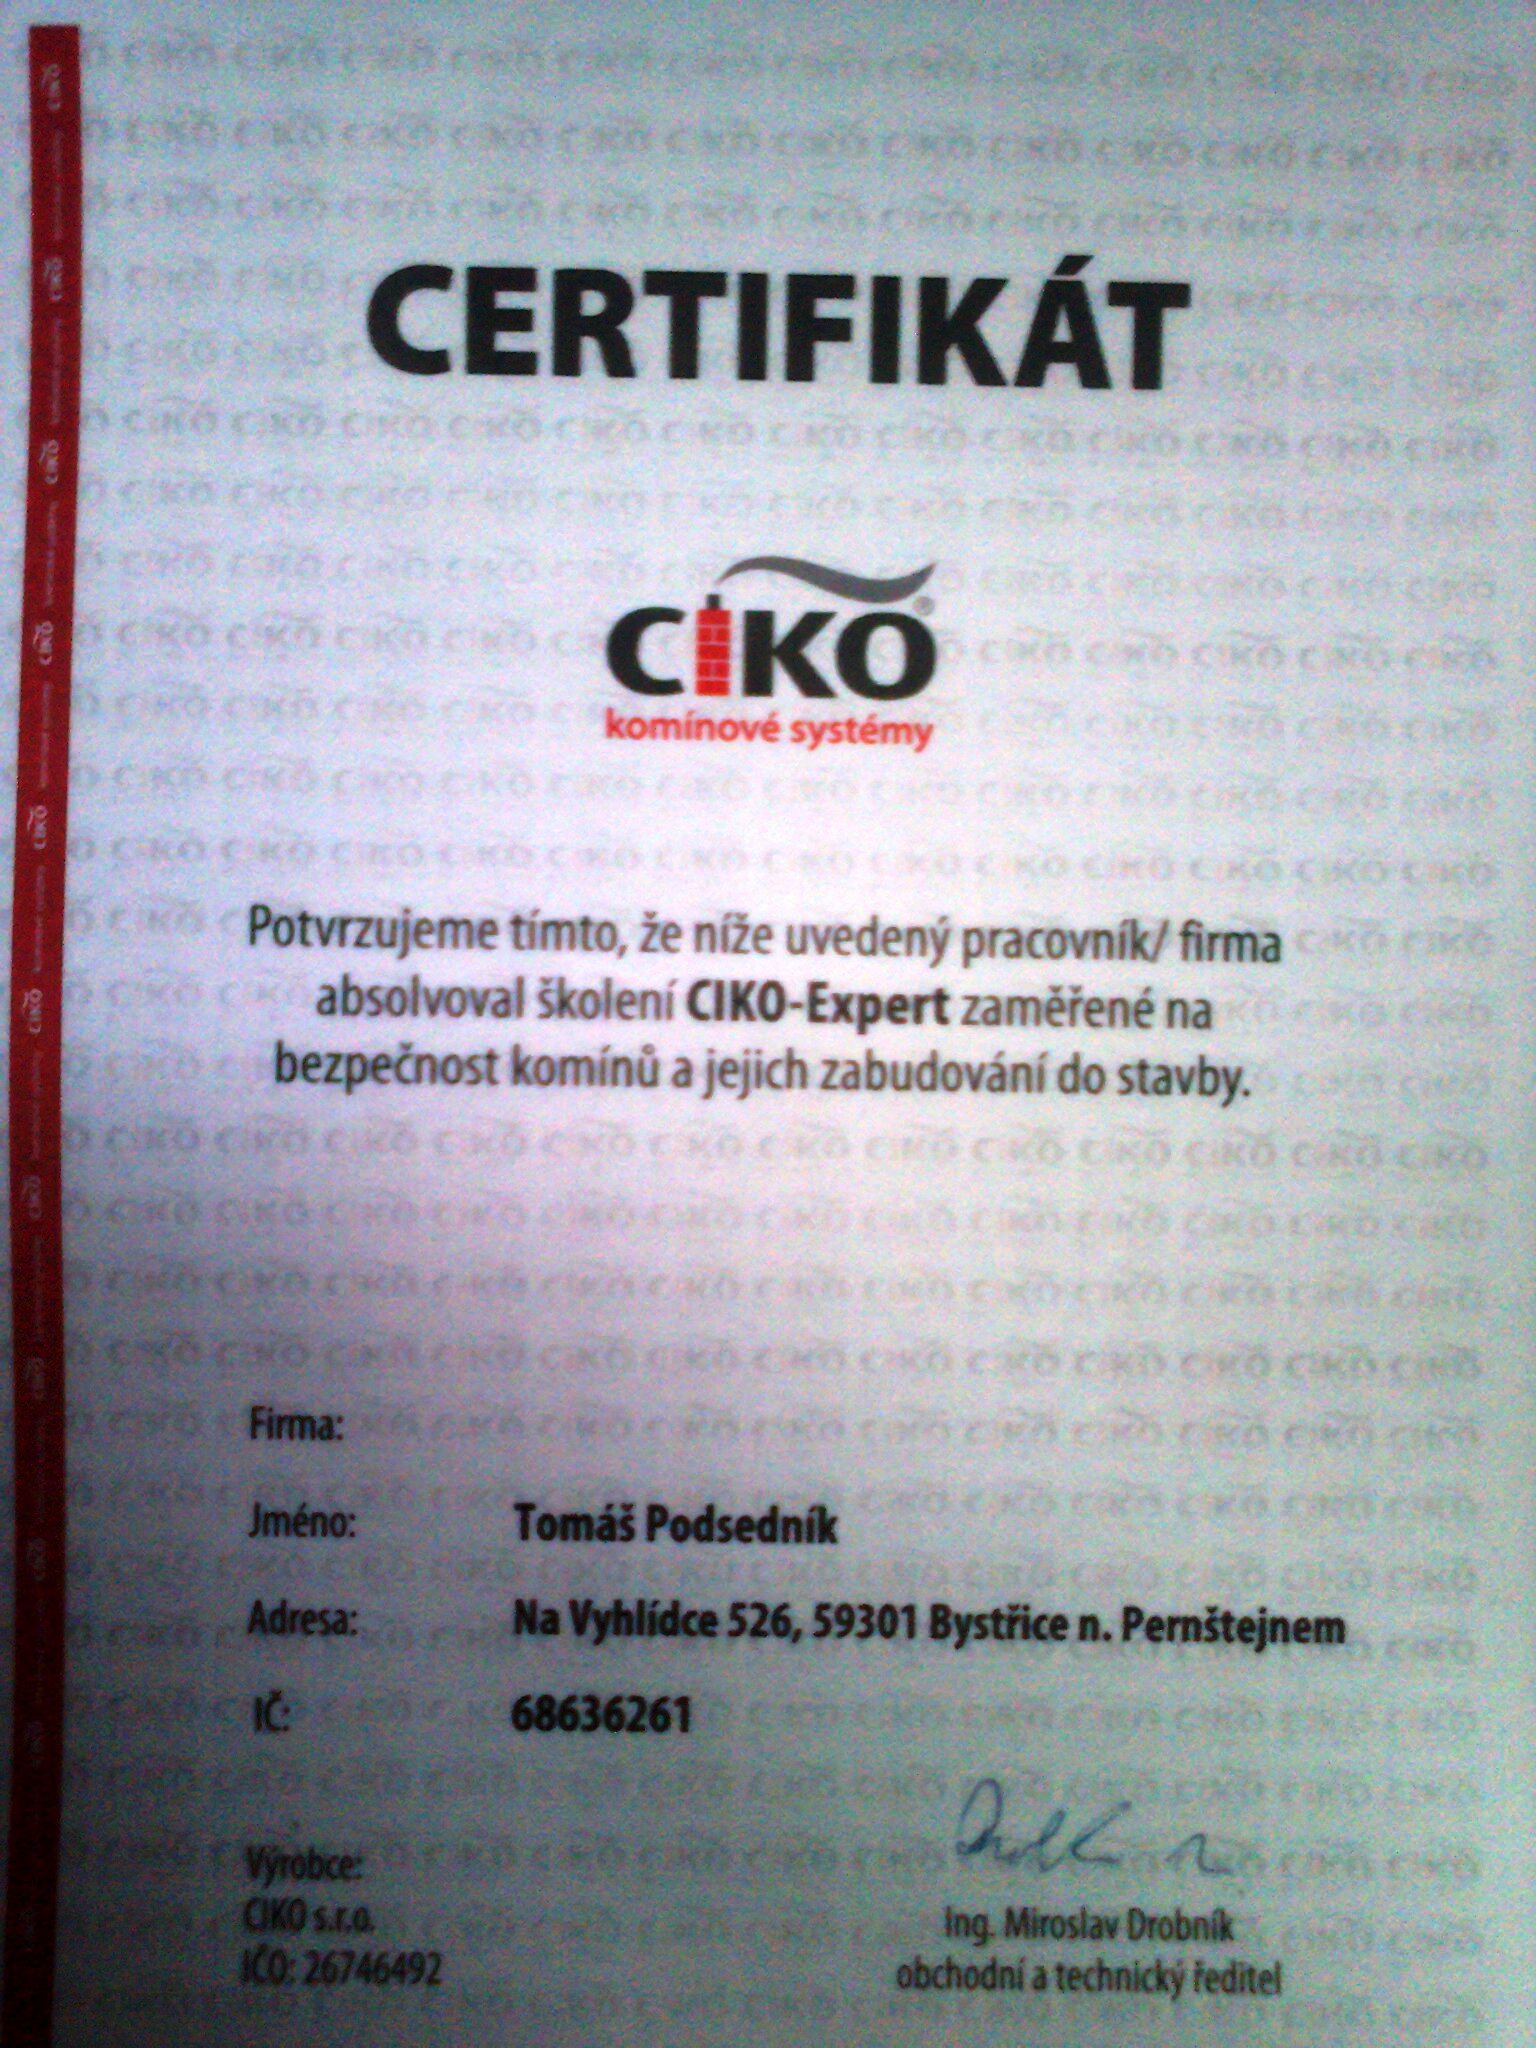 CERTIFIKÁT
CIKO®
komínové systémy
Potvrzujeme tímto, že níže uvedený pracovník/ firma
absolvoval školení CIKO-Expert zaměřené na
bezpečnost komínů a jejich zabudování do stavby.
Firma:
Jméno: Tomáš Podsedník
Adresa: Na Vyhlídce 526, 59301 Bystřice n. Pernštejnem
IČ: 68636261
Výrobce:
CIKO s.r.o.
IČO: 26746492
Ing. Miroslav Drobník
obchodní a technický ředitel